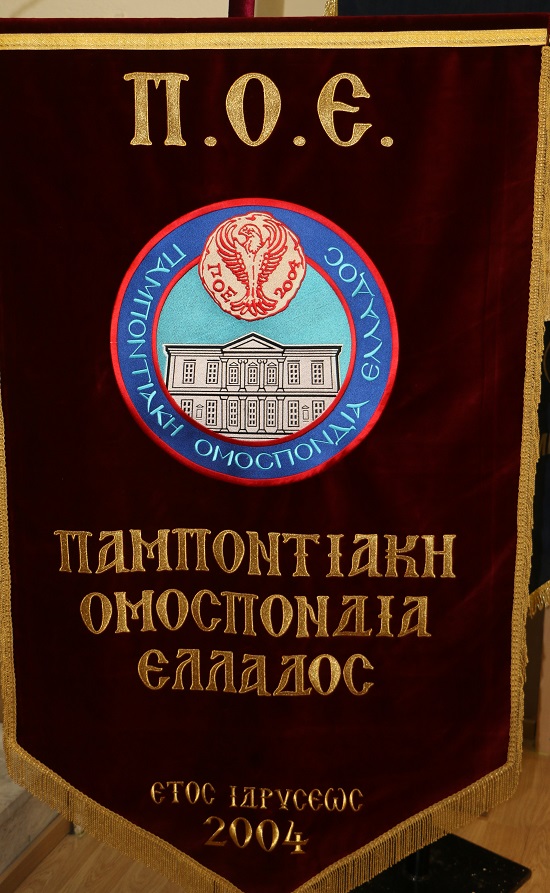 Π.Ο.Ε.
ΠΟΕ 2004
ΠΑΜΠΟΝΤΙΑΚΗ ΟΜΟΣΠΟΝΔΙΑ ΕΛΛΑΔΟΣ
ΠΑΜΠΟΝΤΙΑΚΗ
ΟΜΟΣΠΟΝΔΙΑ
ΕΛΛΑΔΟΣ
ΕΤΟΣ ΙΔΡΥΣΕΩΣ
2004